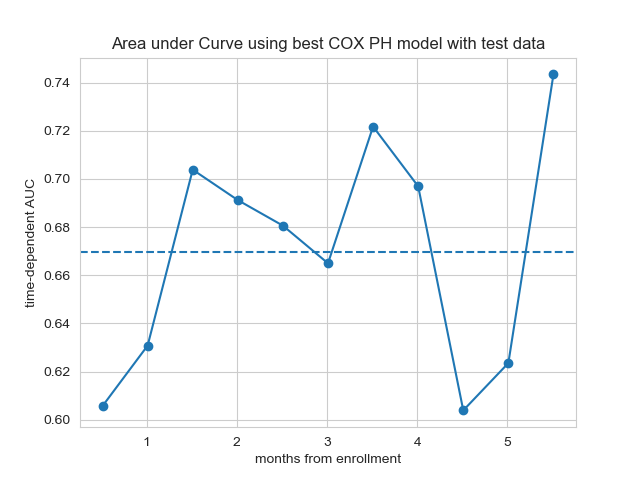 Area under Curve using best COX PH model with test data
time-dependent AUC
0.74
0.72
0.70
0.68
0.66
0.64
0.62
0.60
1 2 3 4 5
months from enrollment